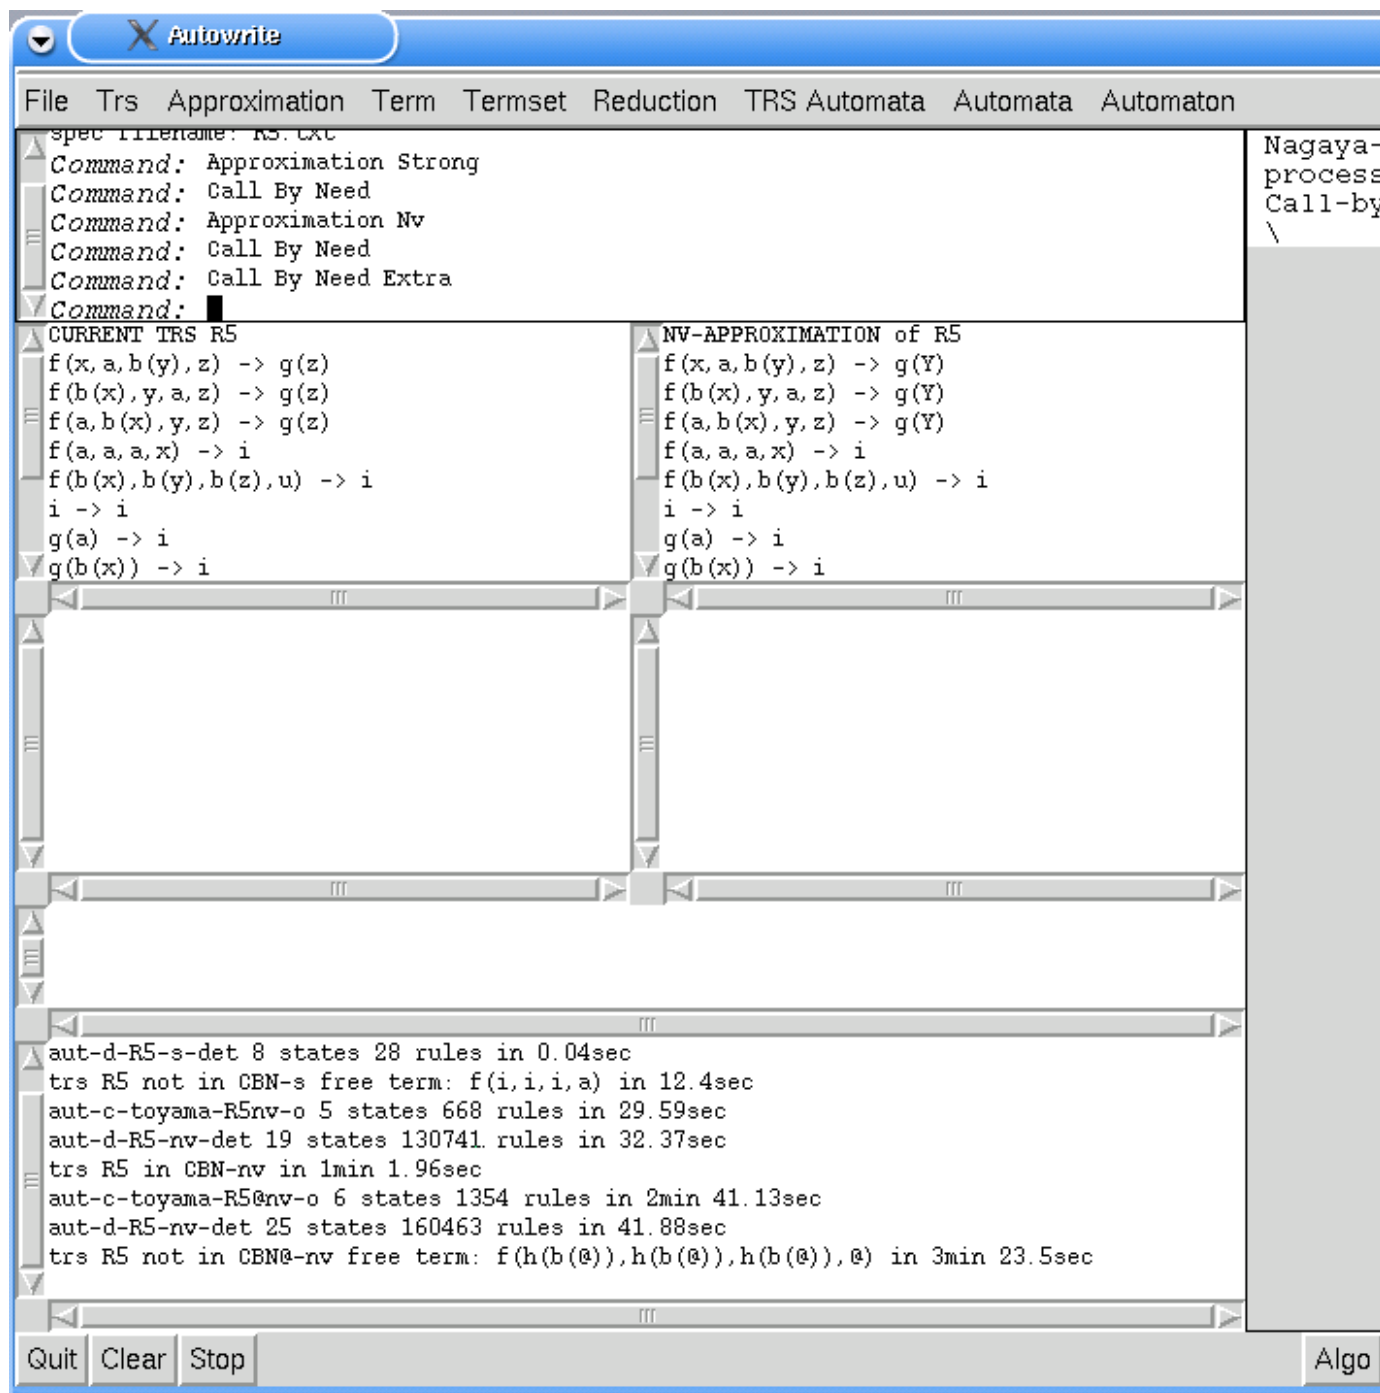 Autowrite
File Trs Approximation Term Termset Reduction TRS Automata Automata Automaton
spec filename: R5.txt
Command: Approximation Strong
Command: Call By Need
Command: Approximation Nv
Command: Call By Need
Command: Call By Need Extra
Command:
Nagaya-
process
Call-by
\
CURRENT TRS R5
f(x,a,b(y),z) -> g(z)
f(b(x),y,a,z) -> g(z)
f(a,b(x),y,z) -> g(z)
f(a,a,a,x) -> i
f(b(x),b(y),b(z),u) -> i
i -> i
g(a) -> i
g(b(x)) -> i
NV-APPROXIMATION of R5
f(x,a,b(y),z) -> g(Y)
f(b(x),y,a,z) -> g(Y)
f(a,b(x),y,z) -> g(Y)
f(a,a,a,x) -> i
f(b(x),b(y),b(z),u) -> i
i -> i
g(a) -> i
g(b(x)) -> i
aut-d-R5-s-det 8 states 28 rules in 0.04sec
trs R5 not in CBN-s free term: f(i,i,i,a) in 12.4sec
aut-c-toyama-R5nv-o 5 states 668 rules in 29.59sec
aut-d-R5-nv-det 19 states 130741 rules in 32.37sec
trs R5 in CBN-nv in 1min 1.96sec
aut-c-toyama-R5@nv-o 6 states 1354 rules in 2min 41.13sec
aut-d-R5-nv-det 25 states 160463 rules in 41.88sec
trs R5 not in CBN@-nv free term: f(h(b(@)),h(b(@)),h(b(@)),@) in 3min 23.5sec
Quit Clear Stop
Algo